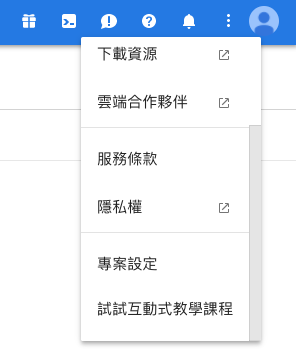 下載資源
雲端合作夥伴
服務條款
隱私權
專案設定
試試互動式教學課程